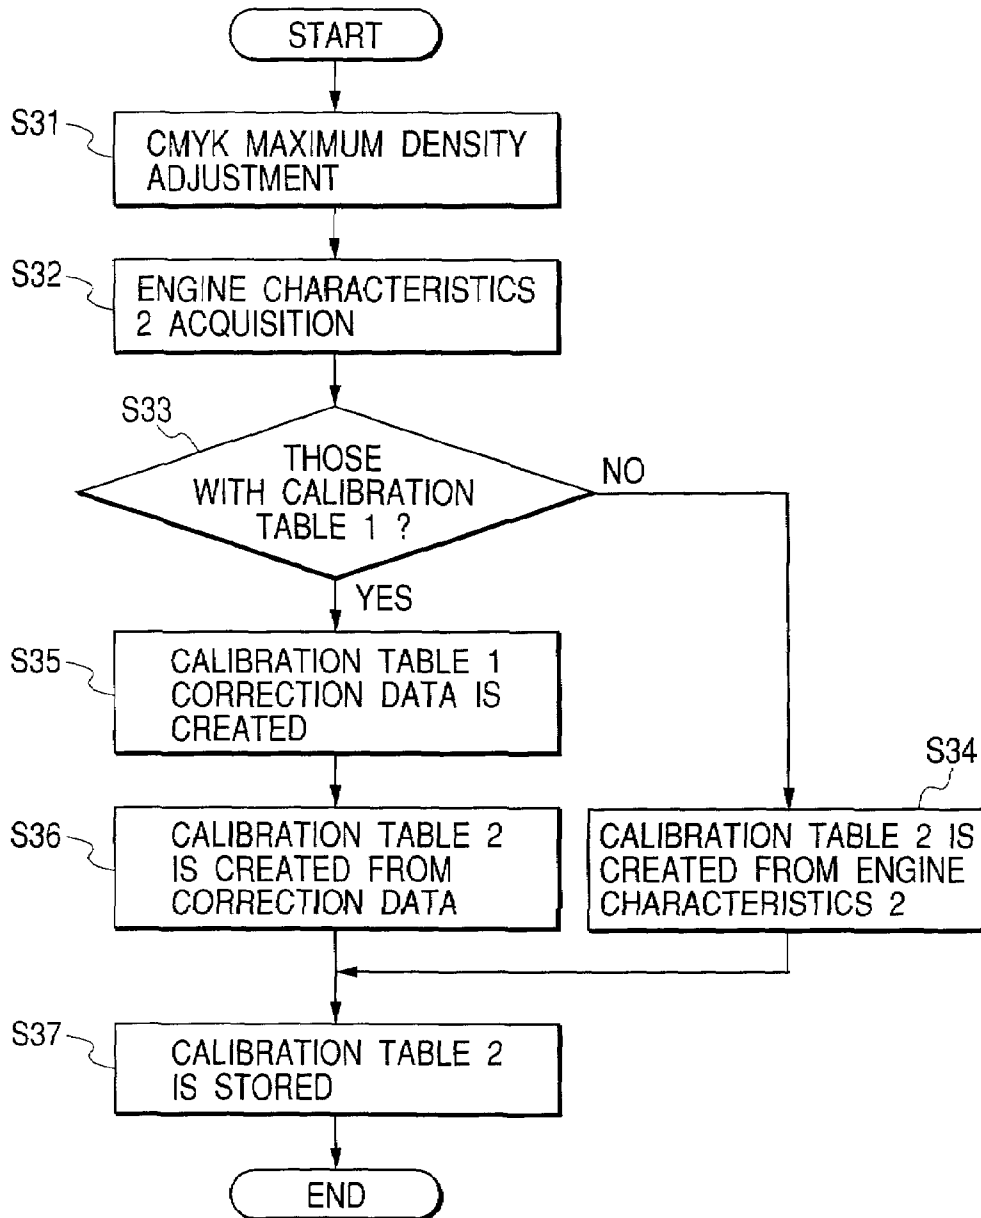 START
S31
CMYK MAXIMUM DENSITY
ADJUSTMENT
S32
ENGINE CHARACTERISTICS
2 ACQUISITION
S33
THOSE
WITH CALIBRATION
TABLE 1 ?
NO
YES
S35
CALIBRATION TABLE 1
CORRECTION DATA IS
CREATED
S34
CALIBRATION TABLE 2 IS
CREATED FROM ENGINE
CHARACTERISTICS 2
S36
CALIBRATION TABLE 2
IS CREATED FROM
CORRECTION DATA
S37
CALIBRATION TABLE 2
IS STORED
END